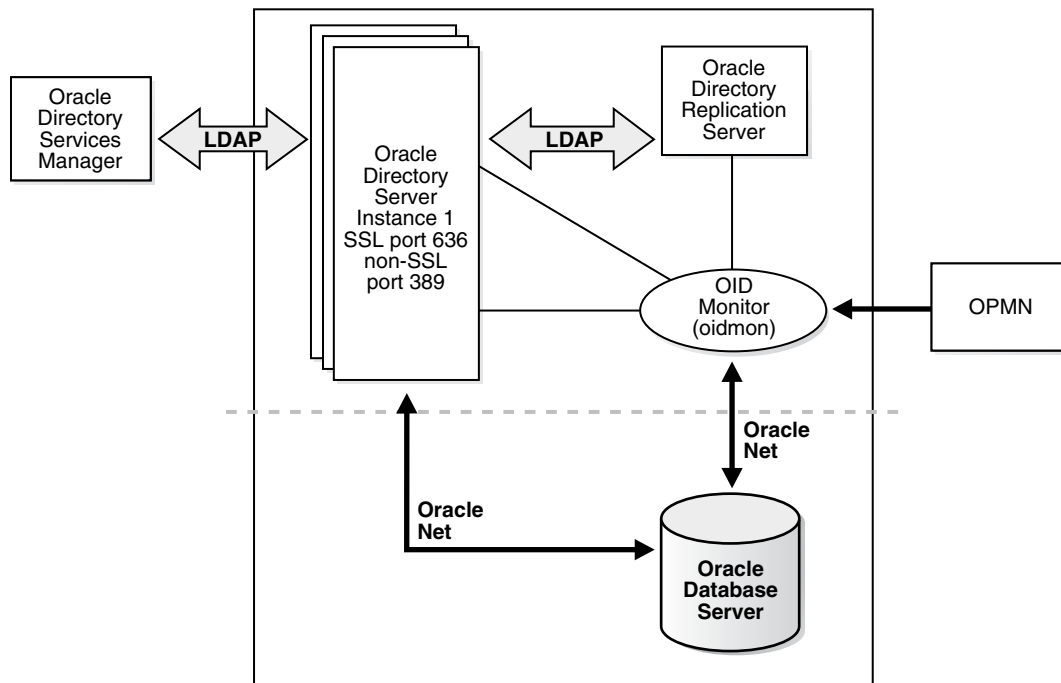 Oracle
Directory
Services
Manager
LDAP
Oracle
Directory
Server
Instance 1
SSL port 636
non-SSL
port 389
LDAP
Oracle
Directory
Replication
Server
OID
Monitor
(oidmon)
OPMN
Oracle
Net
Oracle
Net
Oracle
Database
Server